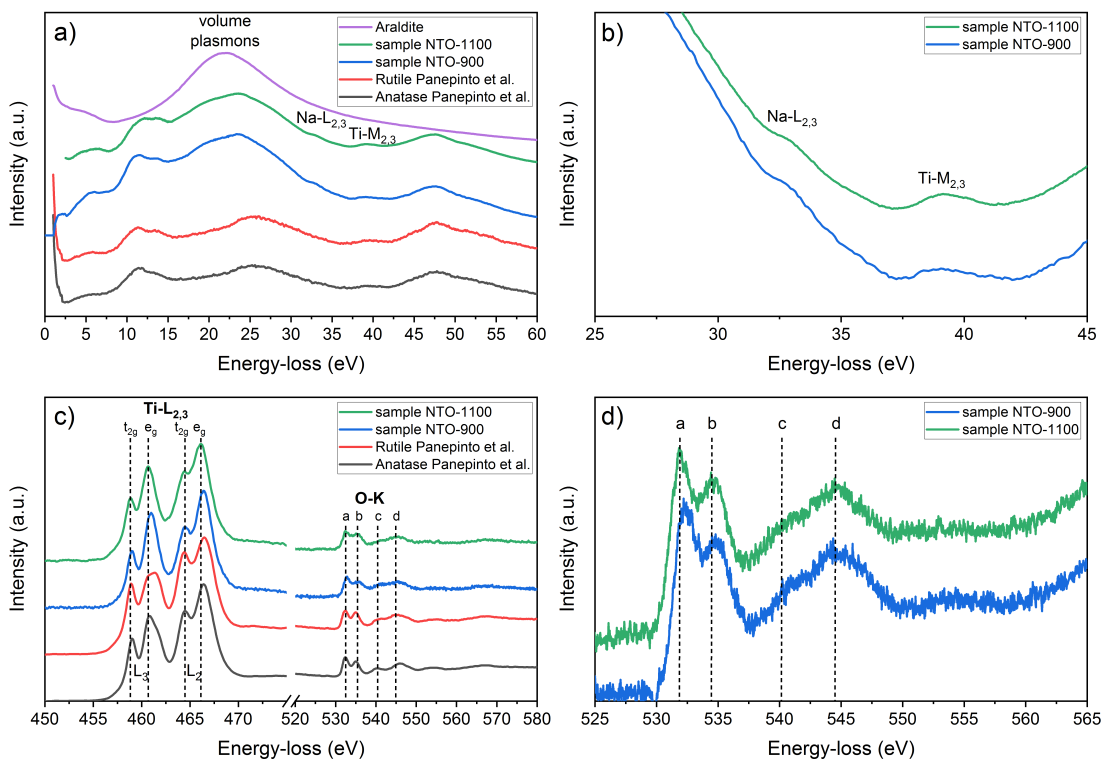 a)
volume
plasmons
Araldite
sample NTO-1100
sample NTO-900
Rutile Panepinto et al.
Anatase Panepinto et al.
Na-L2,3
Ti-M2,3
Intensity (a.u.)
0 5 10 15 20 25 30 35 40 45 50 55 60
Energy-loss (eV)
b)
sample NTO-1100
sample NTO-900
Na-L2,3
Ti-M2,3
Intensity (a.u.)
25 30 35 40 45
Energy-loss (eV)
c)
Ti-L2,3
t2g eg t2g eg
sample NTO-1100
sample NTO-900
Rutile Panepinto et al.
Anatase Panepinto et al.
O-K
a b c d
L3 L2
Intensity (a.u.)
450 455 460 465 470 520 530 540 550 560 570 580
Energy-loss (eV)
d)
a b c d
sample NTO-900
sample NTO-1100
Intensity (a.u.)
525 530 535 540 545 550 555 560 565
Energy-loss (eV)